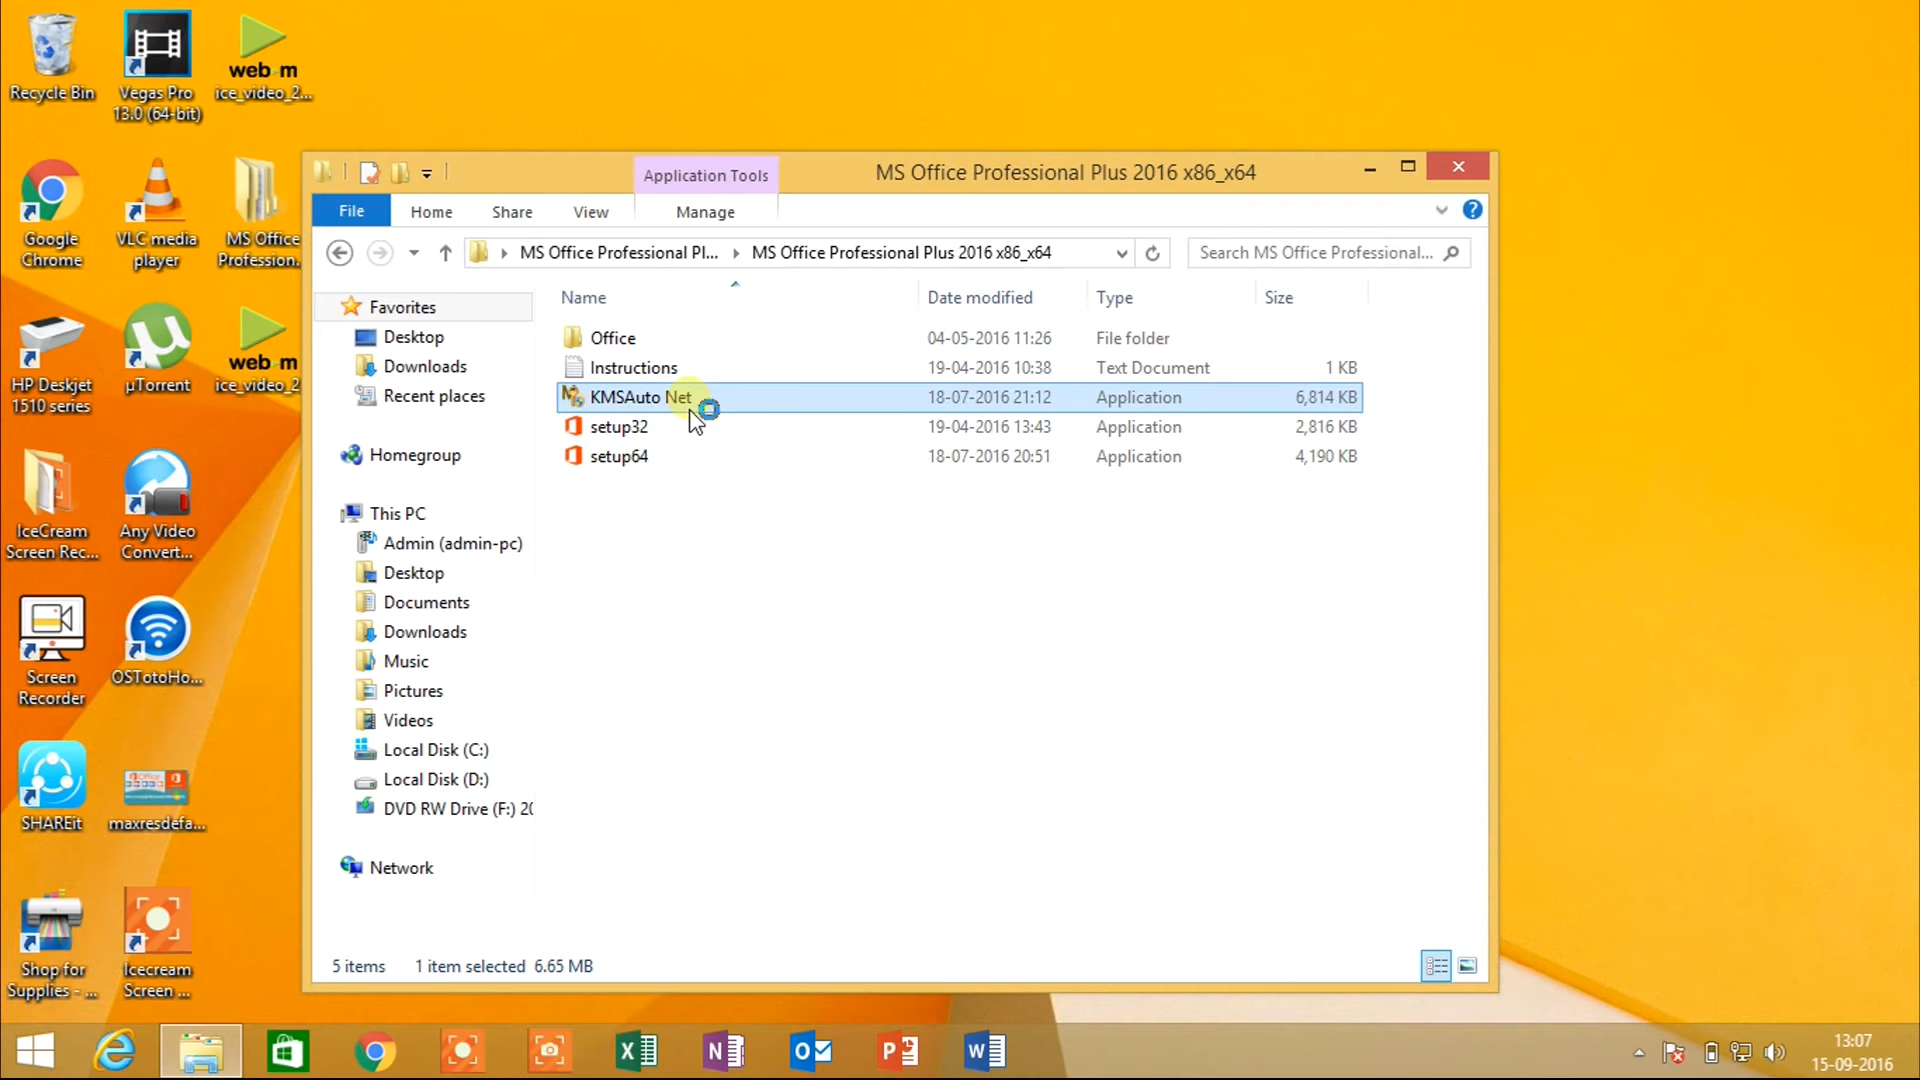 Recycle Bin
Vegas Pro
13.0 (64-bit)
web m
ice_video_2...
Google
Chrome
VLC media
player
MS Office
Profession...
HP Deskjet
1510 series
µTorrent
web m
ice_video_2
IceCream
Screen Rec...
Any Video
Convert...
Screen
Recorder
OSTotoHo...
SHAREit
maxresdefa...
Shop for
Supplies - ...
Icecream
Screen ...
Application Tools
MS Office Professional Plus 2016 x86_x64
File
Home
Share
View
Manage
MS Office Professional Pl...
MS Office Professional Plus 2016 x86_x64
Search MS Office Professional...
Favorites
Desktop
Downloads
Recent places
Homegroup
This PC
Admin (admin-pc)
Desktop
Documents
Downloads
Music
Pictures
Videos
Local Disk (C:)
Local Disk (D:)
DVD RW Drive (F:) 20
Network
Name Date modified Type Size
Office 04-05-2016 11:26 File folder
Instructions 19-04-2016 10:38 Text Document 1 KB
KMSAuto Net 18-07-2016 21:12 Application 6,814 KB
setup32 19-04-2016 13:43 Application 2,816 KB
setup64 18-07-2016 20:51 Application 4,190 KB
5 items 1 item selected 6.65 MB
13:07
15-09-2016